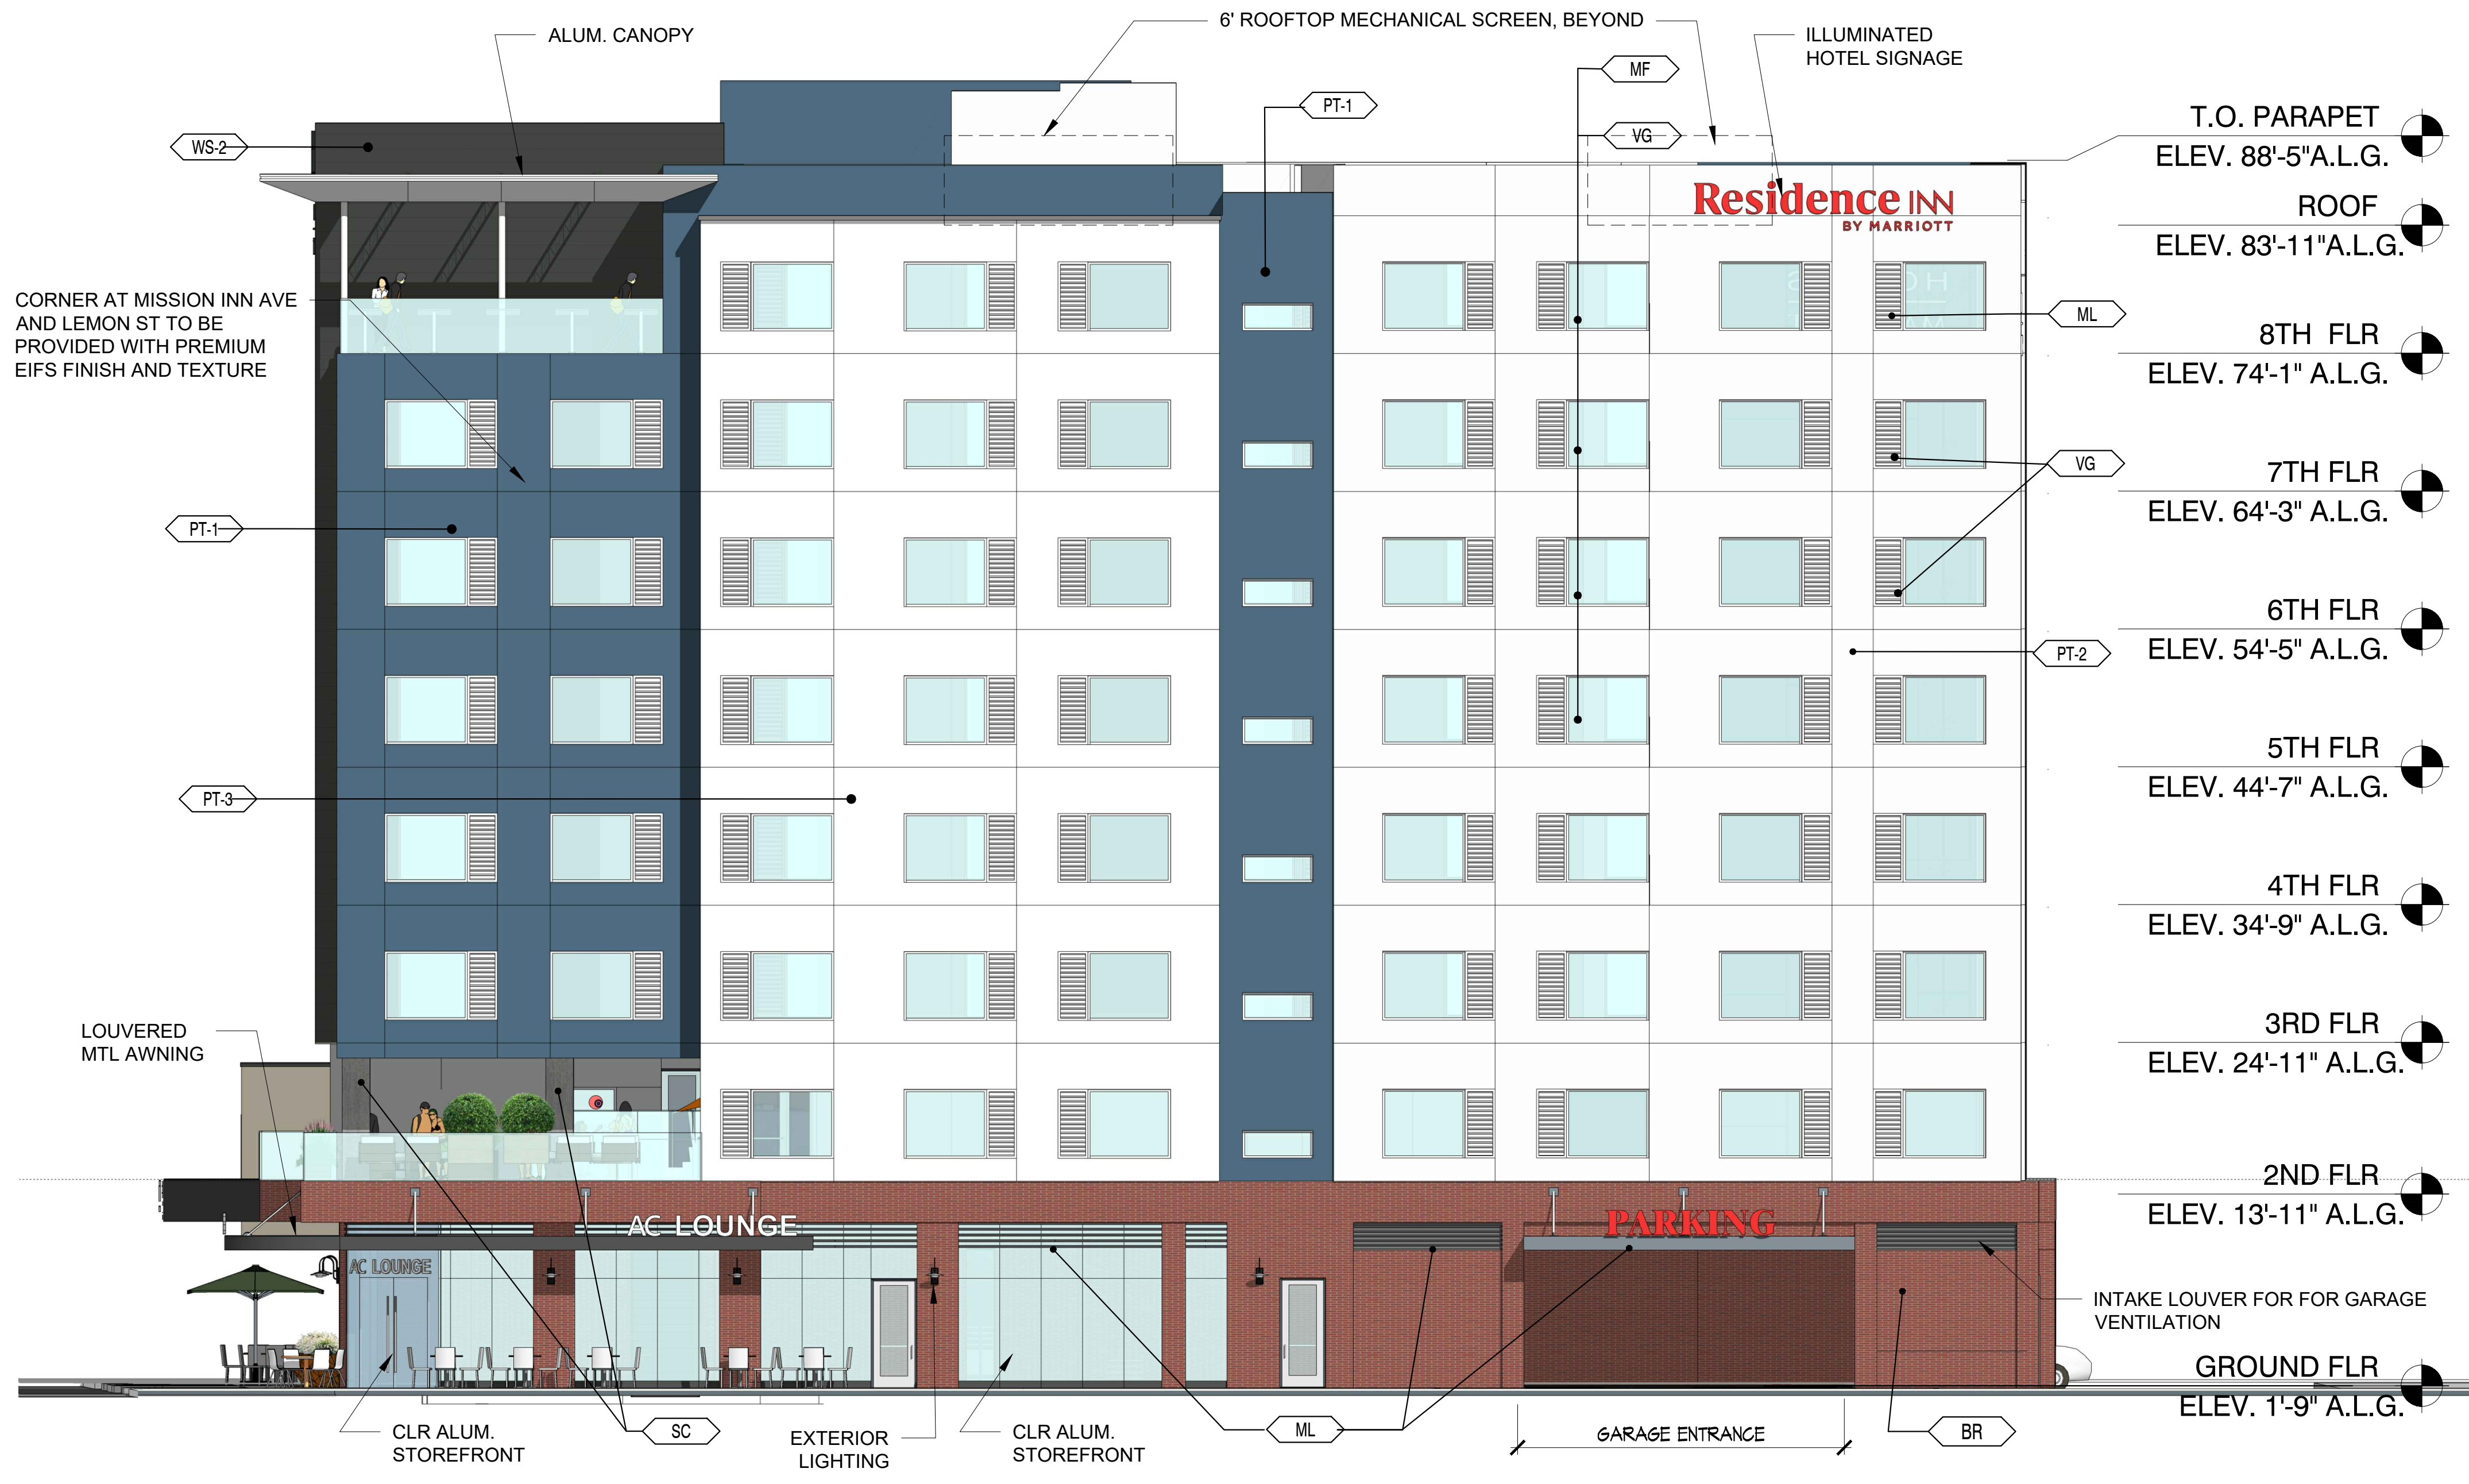 6' ROOFTOP MECHANICAL SCREEN, BEYOND
ALUM. CANOPY
ILLUMINATED
HOTEL SIGNAGE
MF
PT-1
VG
WS-2
T.O. PARAPET
ELEV. 88'-5"A.L.G.
Residence INN
BY MARRIOTT
ROOF
ELEV. 83'-11"A.L.G.
CORNER AT MISSION INN AVE
AND LEMON ST TO BE
PROVIDED WITH PREMIUM
EIFS FINISH AND TEXTURE
ML
8TH FLR
ELEV. 74'-1" A.L.G.
VG
7TH FLR
ELEV. 64'-3" A.L.G.
PT-1
6TH FLR
ELEV. 54'-5" A.L.G.
PT-2
5TH FLR
ELEV. 44'-7" A.L.G.
PT-3
4TH FLR
ELEV. 34'-9" A.L.G.
LOUVERED
MTL AWNING
3RD FLR
ELEV. 24'-11" A.L.G.
2ND FLR
ELEV. 13'-11" A.L.G.
AC LOUNGE
PARKING
AC LOUNGE
INTAKE LOUVER FOR FOR GARAGE
VENTILATION
GROUND FLR
ELEV. 1'-9" A.L.G.
CLR ALUM.
STOREFRONT
SC
EXTERIOR
LIGHTING
CLR ALUM.
STOREFRONT
ML
GARAGE ENTRANCE
BR